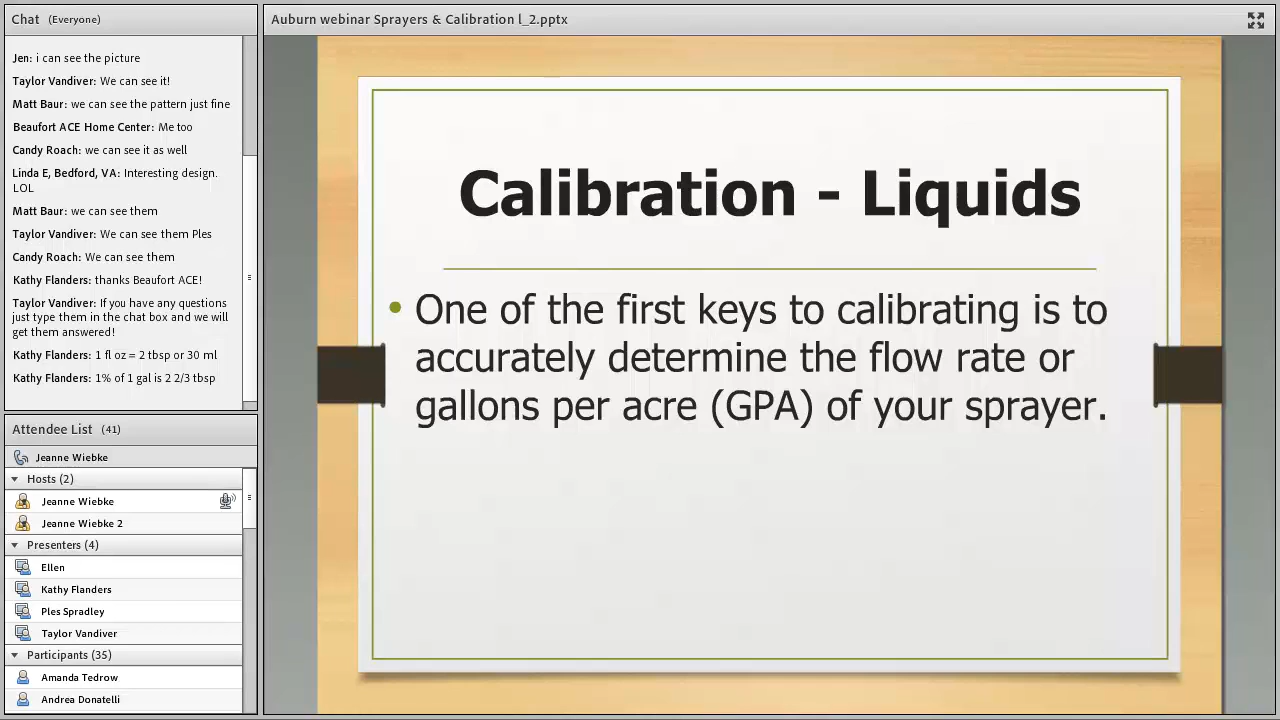 Chat (Everyone)
Jen: i can see the picture
Taylor Vandiver: We can see it!
Matt Baur: we can see the pattern just fine
Beaufort ACE Home Center: Me too
Candy Roach: we can see it as well
Linda E, Bedford, VA: Interesting design.
LOL
Matt Baur: we can see them
Taylor Vandiver: We can see them Ples
Candy Roach: We can see them
Kathy Flanders: thanks Beaufort ACE!
Taylor Vandiver: If you have any questions
just type them in the chat box and we will
get them answered!
Kathy Flanders: 1 fl oz = 2 tbsp or 30 ml
Kathy Flanders: 1% of 1 gal is 2 2/3 tbsp
Attendee List (41)
Jeanne Wiebke
Hosts (2)
Jeanne Wiebke
Jeanne Wiebke 2
Presenters (4)
Ellen
Kathy Flanders
Ples Spradley
Taylor Vandiver
Participants (35)
Amanda Tedrow
Andrea Donatelli
Auburn webinar Sprayers & Calibration l_2.pptx
Calibration - Liquids
• One of the first keys to calibrating is to
accurately determine the flow rate or
gallons per acre (GPA) of your sprayer.